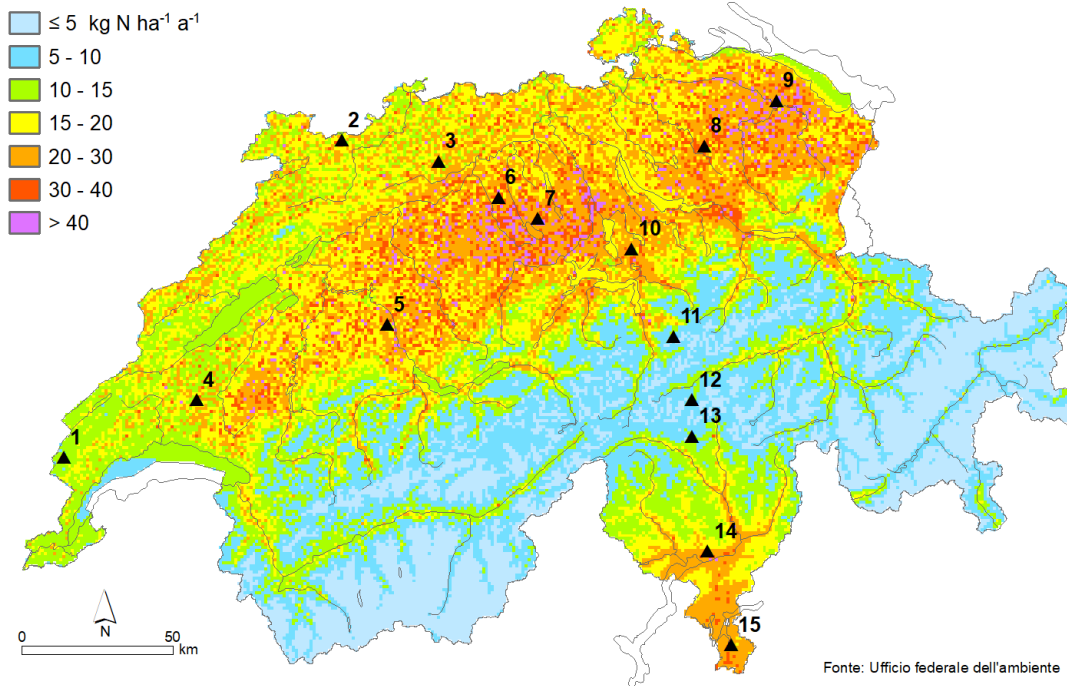 ≤ 5 kg N ha⁻¹ a⁻¹
5 - 10
10 - 15
15 - 20
20 - 30
30 - 40
> 40
9
2
8
3
6
7
10
5
11
4
12
13
1
14
15
N
0 50
km
Fonte: Ufficio federale dell'ambiente